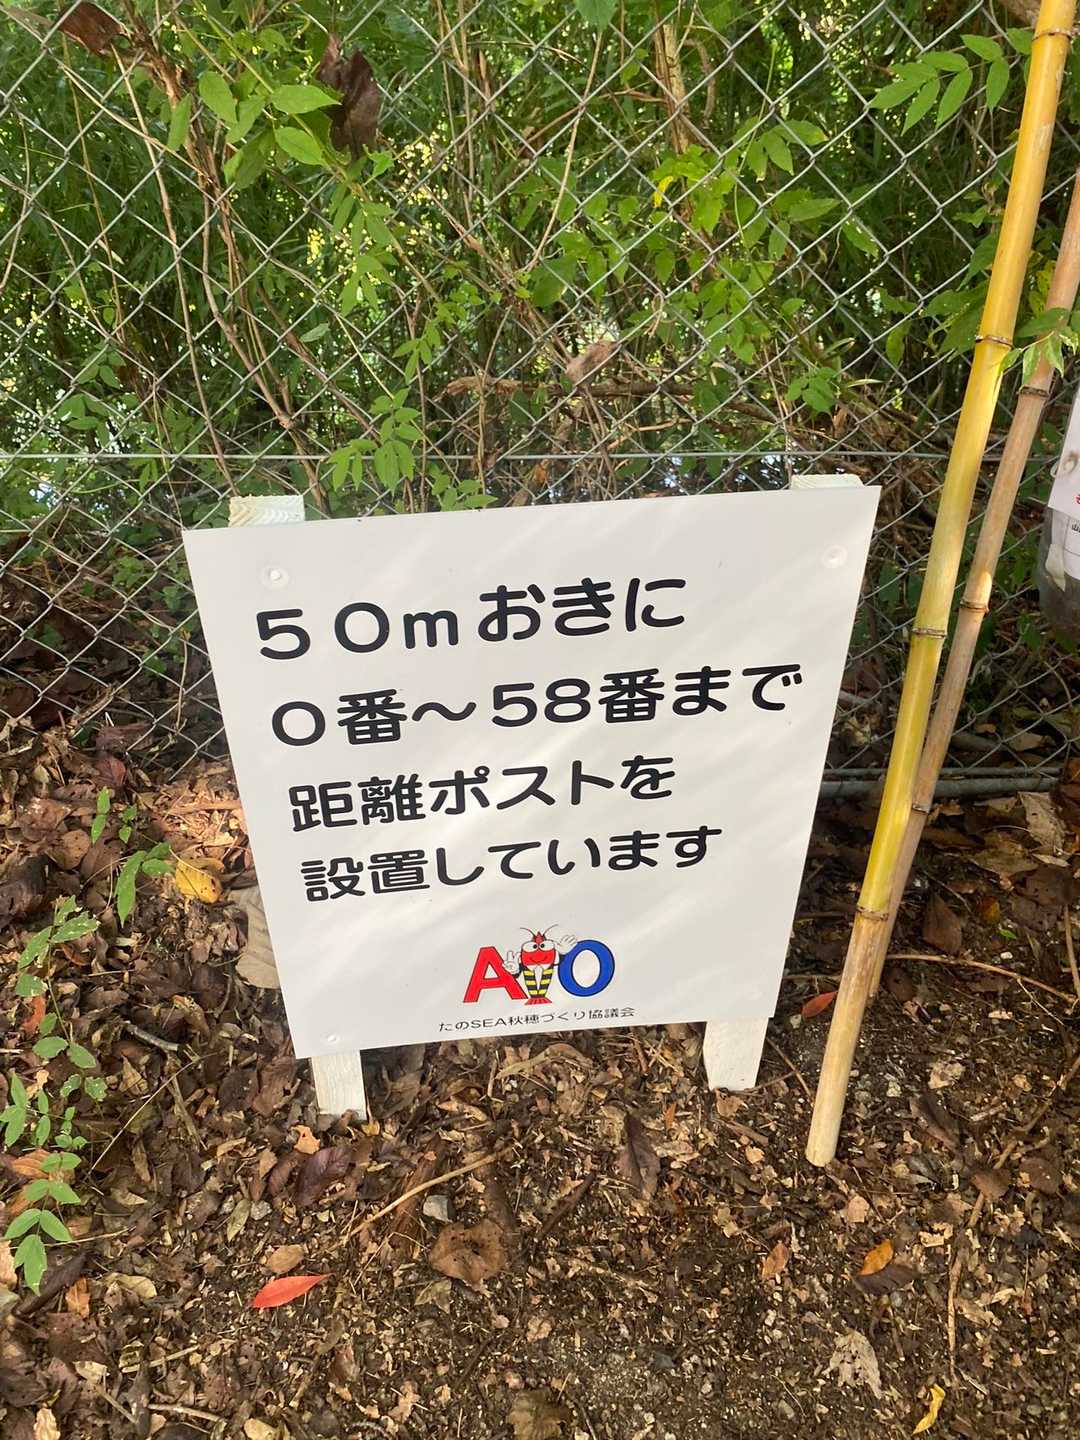 ５０ｍおきに
０番～58番まで
距離ポストを
設置しています
AIO
たのSEA秋穂づくり協議会